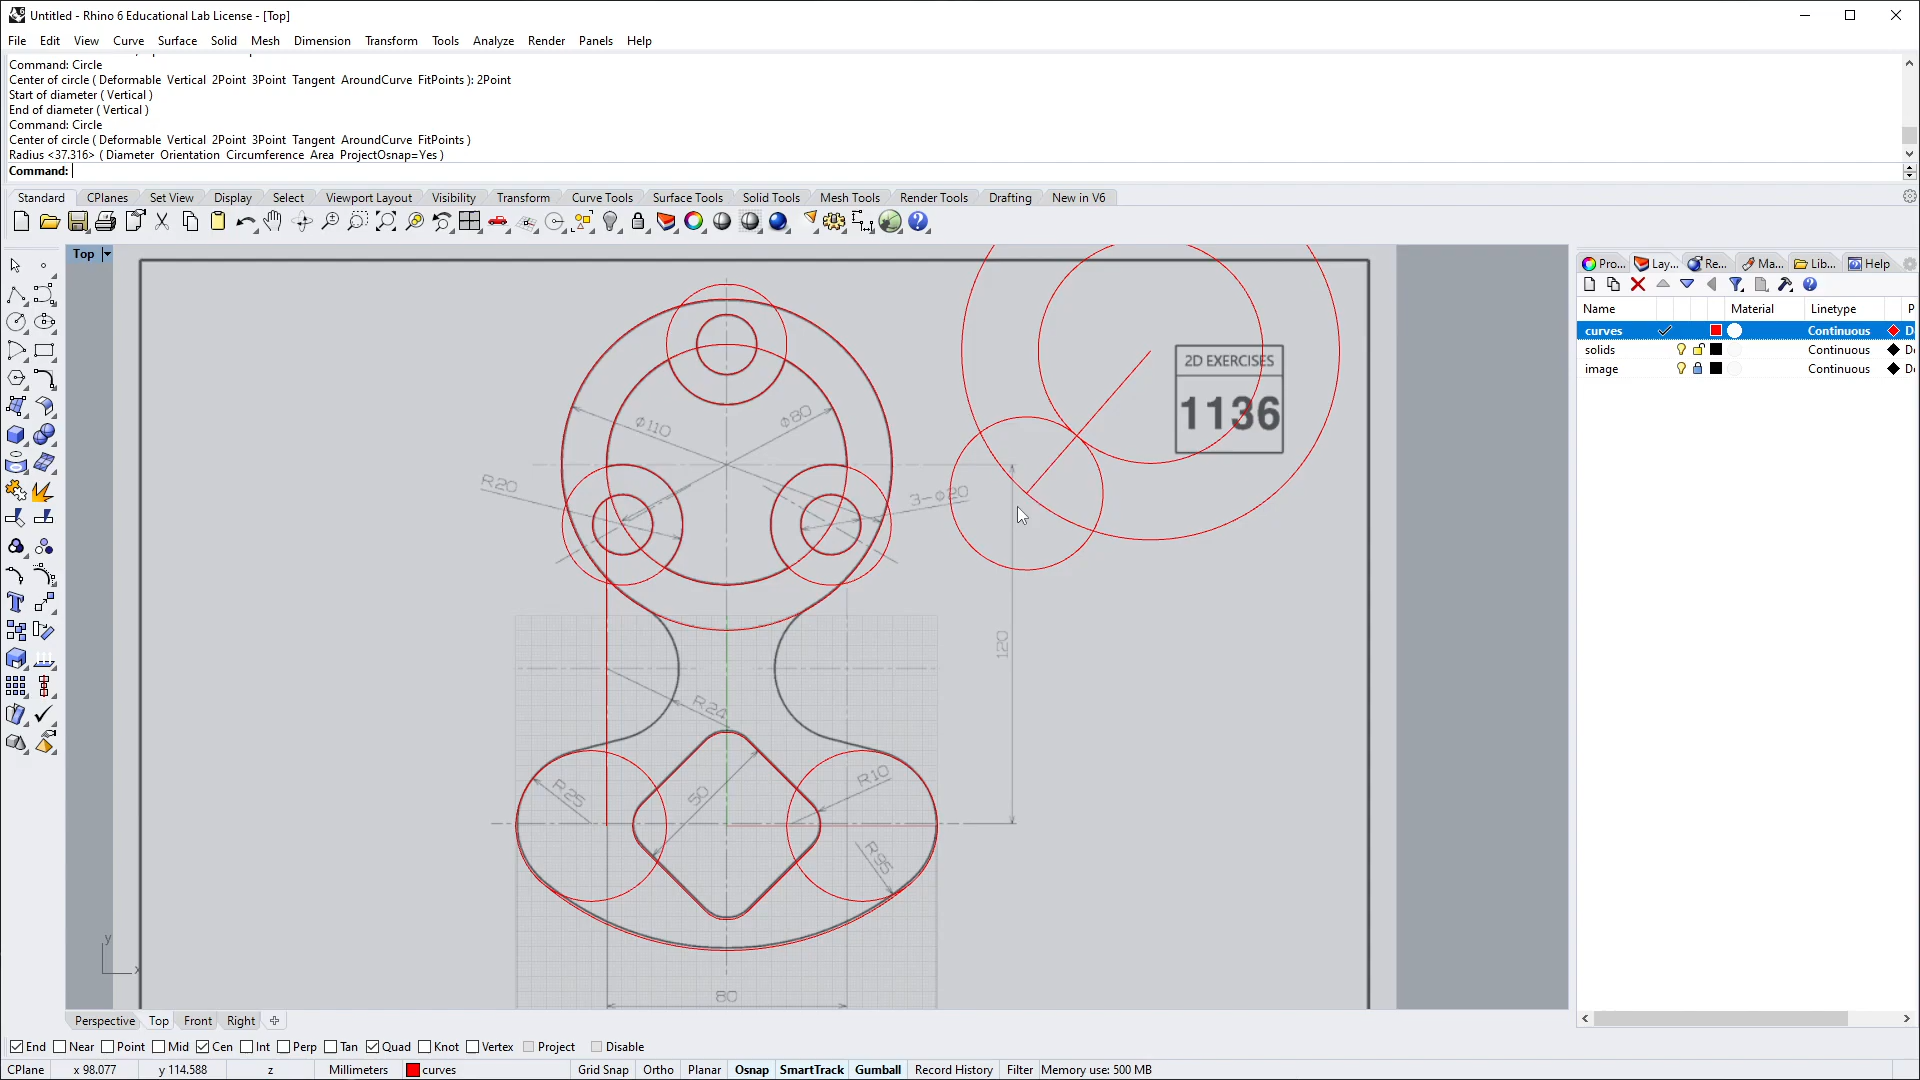 Untitled - Rhino 6 Educational Lab License - [Top]
File Edit View Curve Surface Solid Mesh Dimension Transform Tools Analyze Render Panels Help
Command: Circle
Center of circle ( Deformable Vertical 2Point 3Point Tangent AroundCurve FitPoints ): 2Point
Start of diameter ( Vertical )
End of diameter ( Vertical )
Command: Circle
Center of circle ( Deformable Vertical 2Point 3Point Tangent AroundCurve FitPoints )
Radius <37.316> ( Diameter Orientation Circumference Area ProjectOsnap=Yes )
Command:
Standard CPlanes Set View Display Select Viewport Layout Visibility Transform Curve Tools Surface Tools Solid Tools Mesh Tools Render Tools Drafting New in V6
Top
Pro... Lay... Re... Ma... Lib... Help
Name Material Linetype P
curves Continuous D
solids Continuous D
image Continuous D
2D EXERCISES
1136
ϕ110
ϕ80
R20
3-ϕ20
120
R24
R25
50
R10
R95
80
y
x
Perspective Top Front Right
End Near Point Mid Cen Int Perp Tan Quad Knot Vertex Project Disable
CPlane x 98.077 y 114.588 z Millimeters curves Grid Snap Ortho Planar Osnap SmartTrack Gumball Record History Filter Memory use: 500 MB